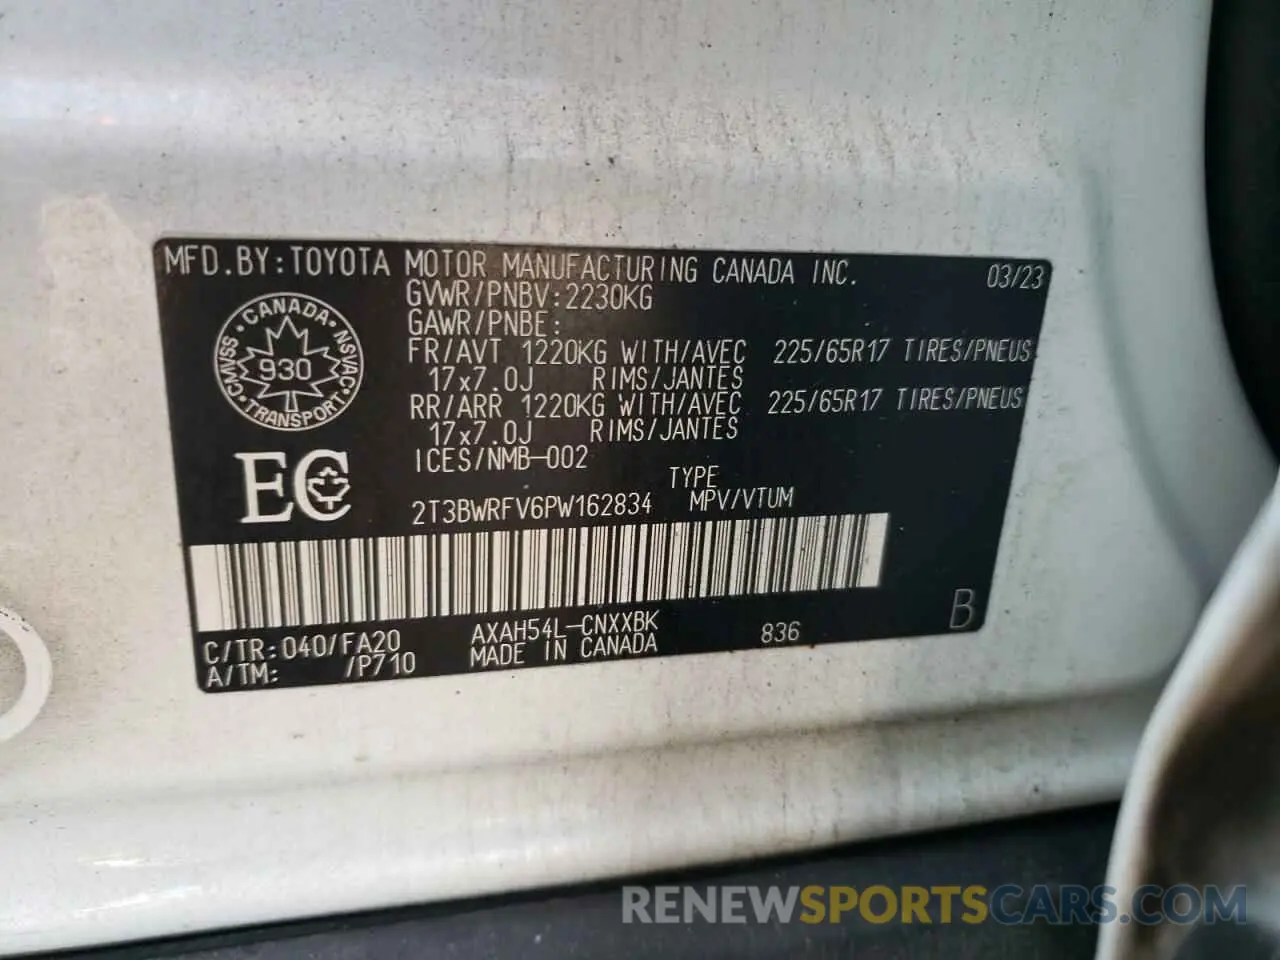 MFD.BY:TOYOTA MOTOR MANUFACTURING CANADA INC. 03/23
GVWR/PNBV:2230KG
GAWR/PNBE:
FR/AVT 1220KG WITH/AVEC 225/65R17 TIRES/PNEUS
17x7.0J RIMS/JANTES
RR/ARR 1220KG WITH/AVEC 225/65R17 TIRES/PNEUS
17x7.0J RIMS/JANTES
ICES/NMB-002
CANADA
CMVSS NSVAC
930
TRANSPORT
EC
TYPE
2T3BWRFV6PW162834 MPV/VTUM
C/TR:040/FA20 AXAH54L-CNXXBK 836 B
A/TM: /P710 MADE IN CANADA
RENEWSPORTSCARS.COM